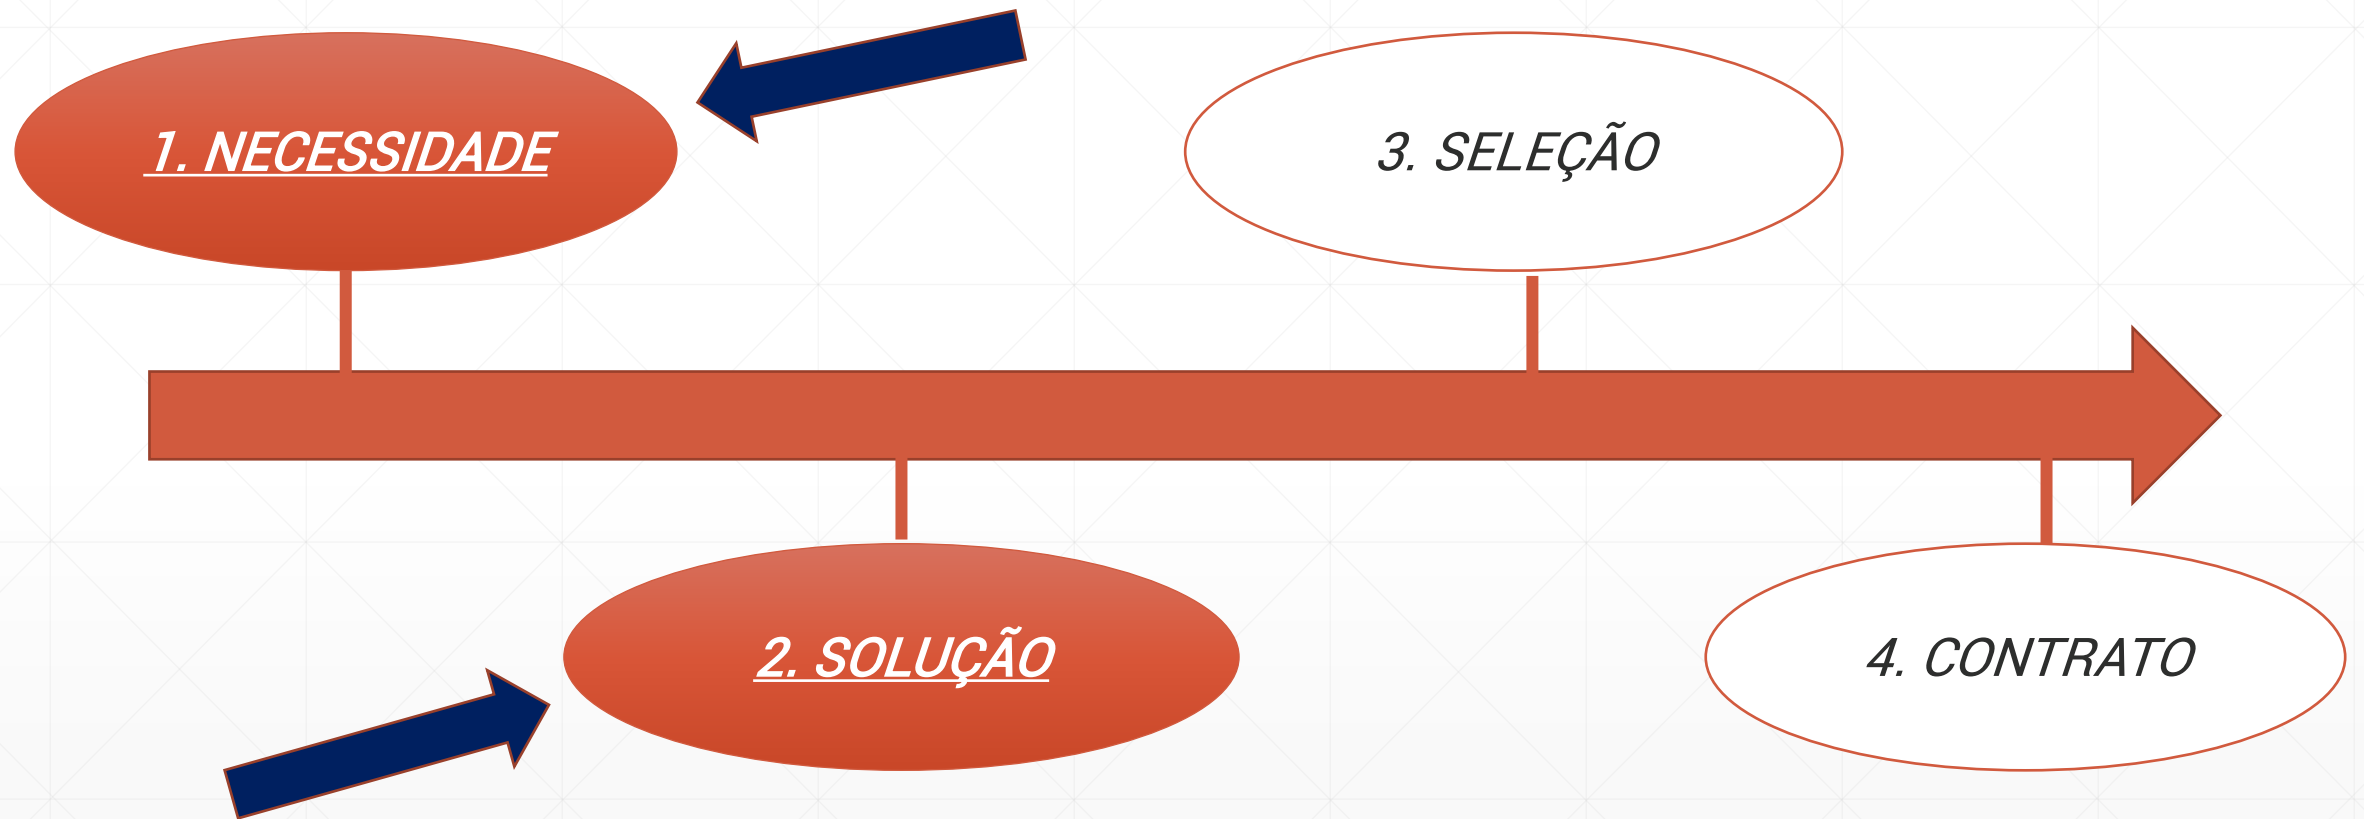 1. NECESSIDADE
2. SOLUÇÃO
3. SELEÇÃO
4. CONTRATO